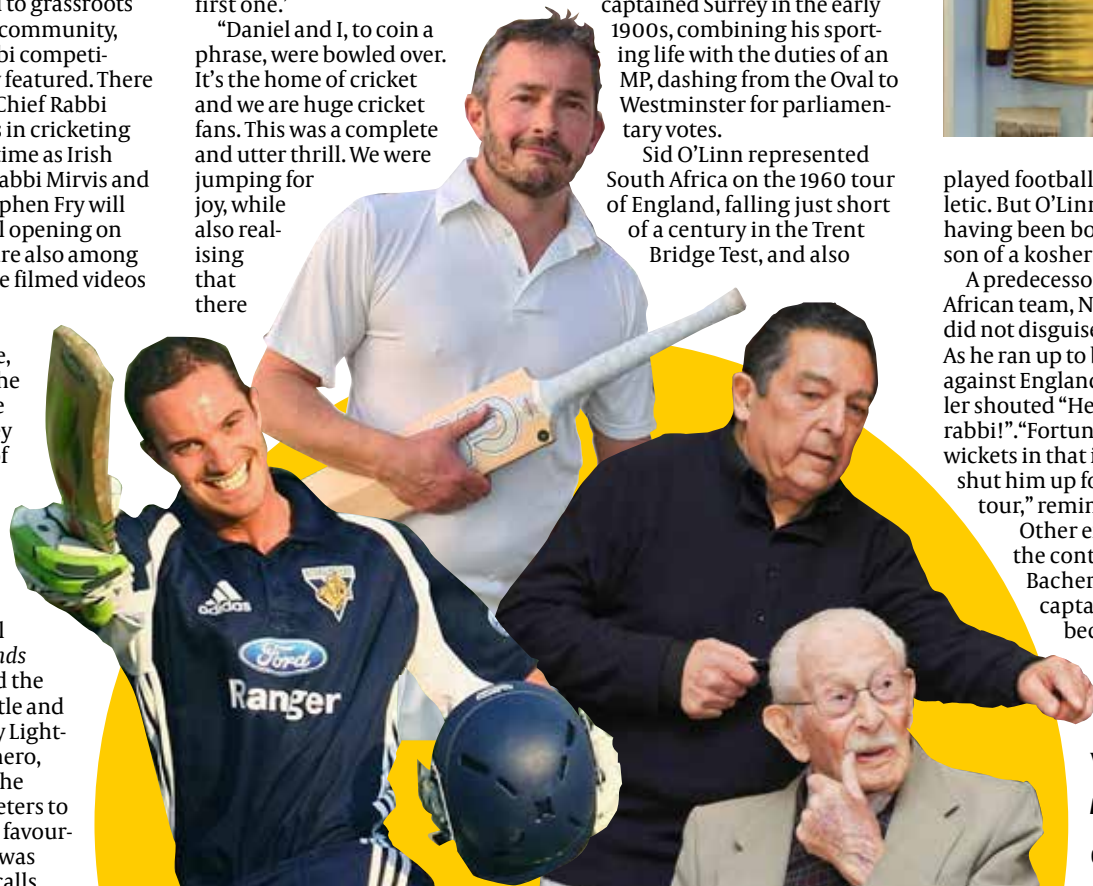 to grassroots
community,
bi competi-
featured. There
Chief Rabbi
s in cricketing
time as Irish
abbi Mirvis and
phen Fry will
l opening on
re also among
e filmed videos
e,
he
e
y
f
l
nds
d the
tle and
y Light-
hero,
he
eters to
favour-
was
calls
first one.'
“Daniel and I, to coin a
phrase, were bowled over.
It's the home of cricket
and we are huge cricket
fans. This was a complete
and utter thrill. We were
jumping for
joy, while
also real-
ising
that
there
captained Surrey in the early
1900s, combining his sport-
ing life with the duties of an
MP, dashing from the Oval to
Westminster for parliamen-
tary votes.
Sid O'Linn represented
South Africa on the 1960 tour
of England, falling just short
of a century in the Trent
Bridge Test, and also
played football
letic. But O'Linn
having been bo
son of a kosher
A predecesso
African team, N
did not disguise
As he ran up to b
against England
ler shouted “He
rabbi!”.“Fortun
wickets in that i
shut him up fo
tour,” remin
Other e
the cont
Bacher
capta
bec
adidas
Ford
Ranger